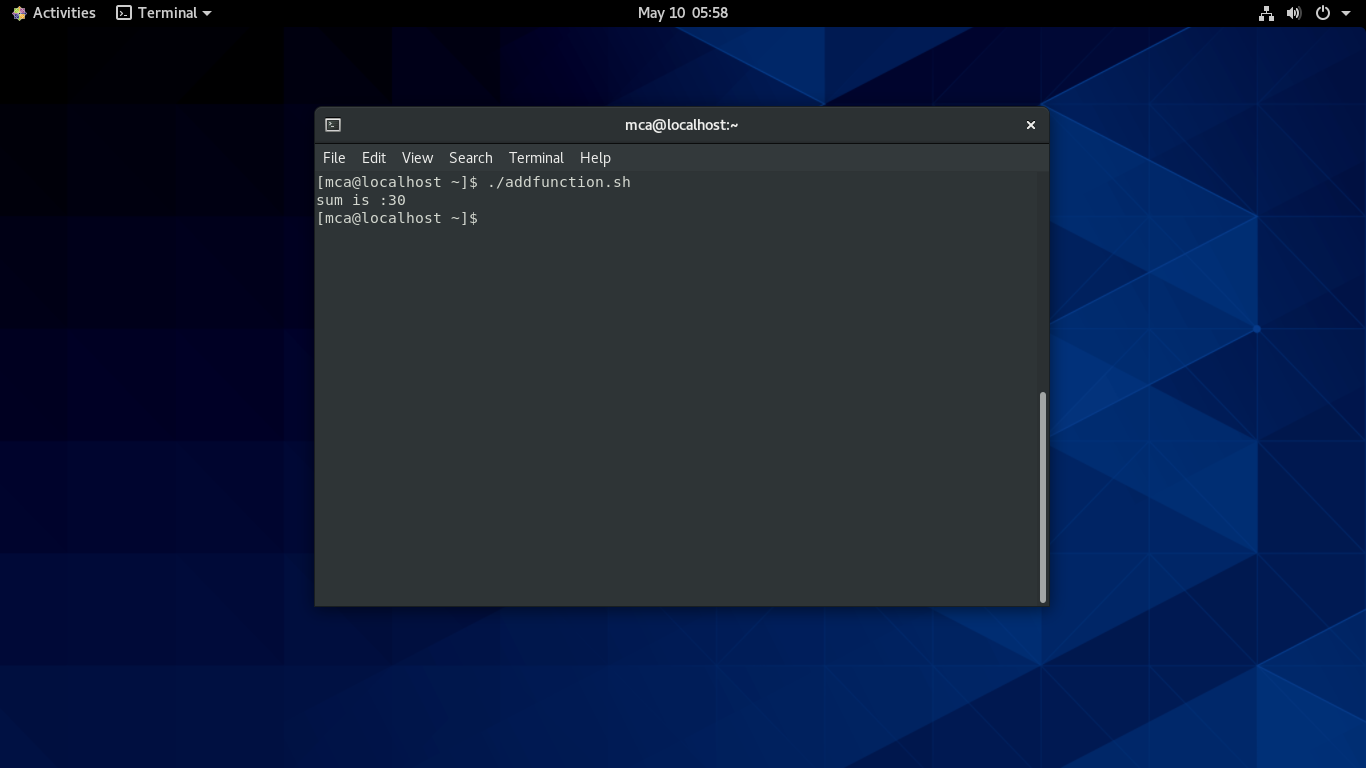 Activities Terminal May 10 05:58
mca@localhost:~
File Edit View Search Terminal Help
[mca@localhost ~]$ ./addfunction.sh
sum is :30
[mca@localhost ~]$